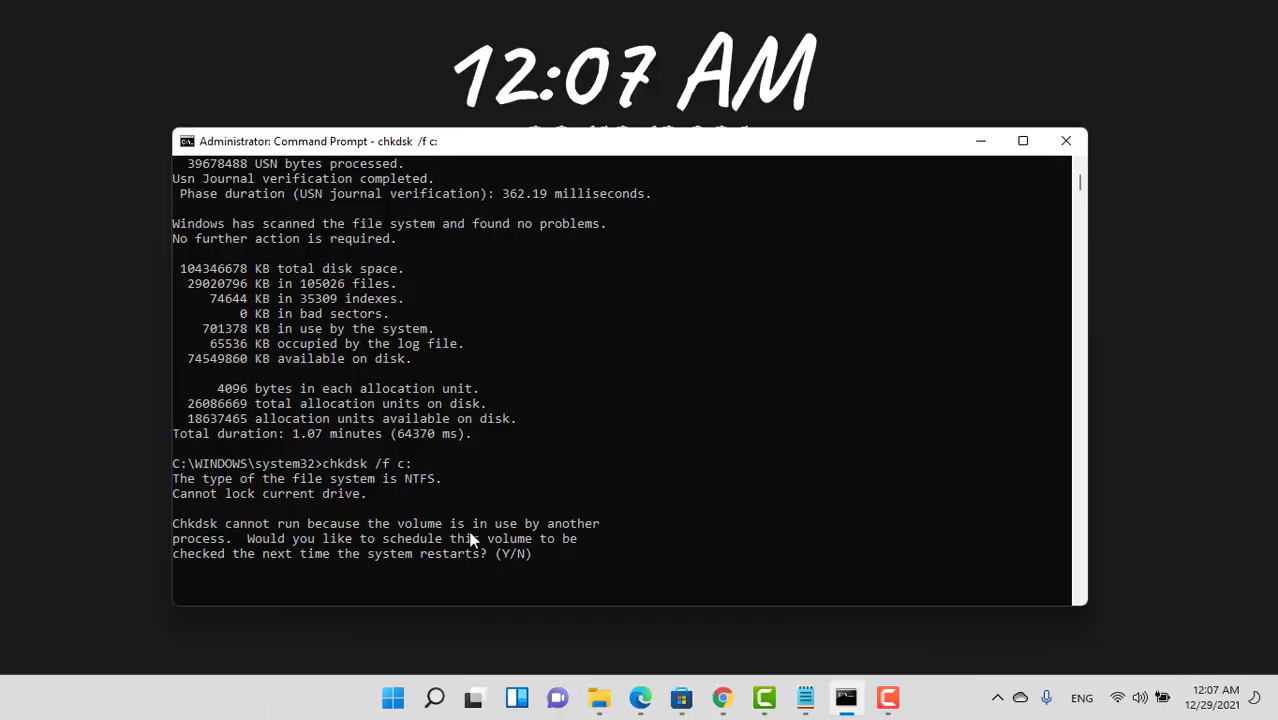 12:07 AM
Administrator: Command Prompt - chkdsk /f c:
39678488 USN bytes processed.
Usn Journal verification completed.
Phase duration (USN journal verification): 362.19 milliseconds.
Windows has scanned the file system and found no problems.
No further action is required.
104346678 KB total disk space.
29020796 KB in 105026 files.
74644 KB in 35309 indexes.
0 KB in bad sectors.
701378 KB in use by the system.
65536 KB occupied by the log file.
74549860 KB available on disk.
4096 bytes in each allocation unit.
26086669 total allocation units on disk.
18637465 allocation units available on disk.
Total duration: 1.07 minutes (64370 ms).
C:\WINDOWS\system32>chkdsk /f c:
The type of the file system is NTFS.
Cannot lock current drive.
Chkdsk cannot run because the volume is in use by another
process.  Would you like to schedule this volume to be
checked the next time the system restarts? (Y/N)
ENG
12:07 AM
12/29/2021